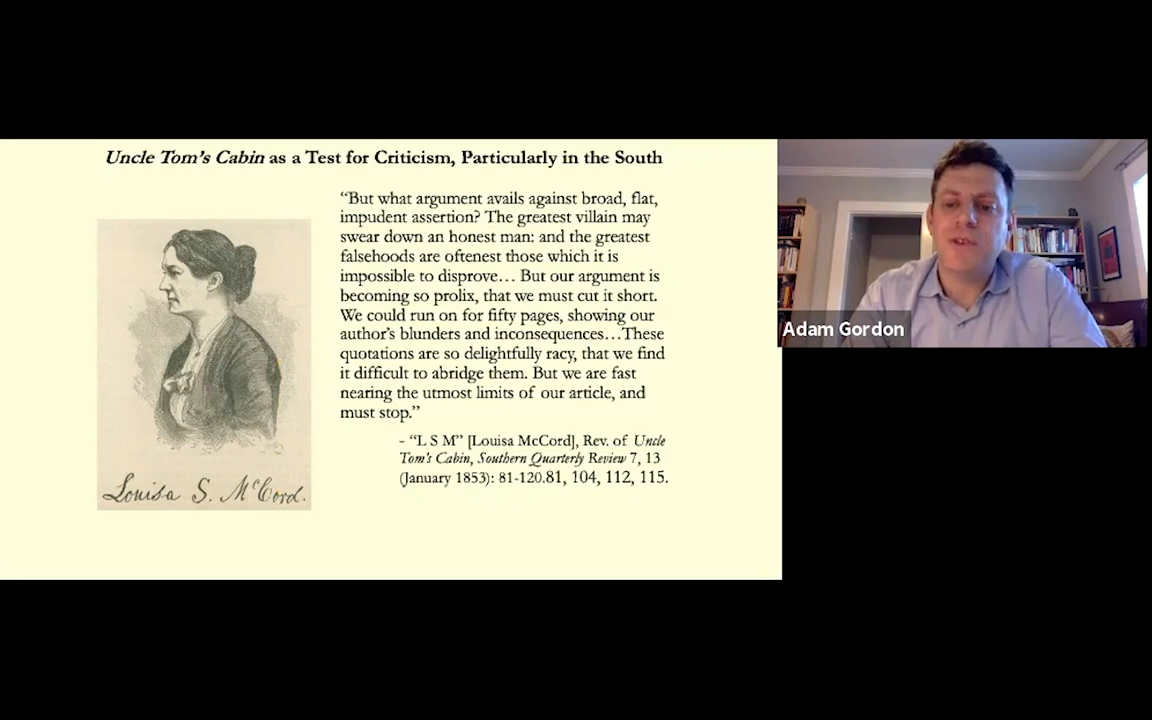 Uncle Tom's Cabin as a Test for Criticism, Particularly in the South
“But what argument avails against broad, flat,
impudent assertion? The greatest villain may
swear down an honest man: and the greatest
falsehoods are oftenest those which it is
impossible to disprove… But our argument is
becoming so prolix, that we must cut it short.
We could run on for fifty pages, showing our
author’s blunders and inconsequences…These
quotations are so delightfully racy, that we find
it difficult to abridge them. But we are fast
nearing the utmost limits of our article, and
must stop.”
- “L S M” [Louisa McCord], Rev. of Uncle
Tom's Cabin, Southern Quarterly Review 7, 13
(January 1853): 81-120.81, 104, 112, 115.
Louisa S. McCord.
Adam Gordon